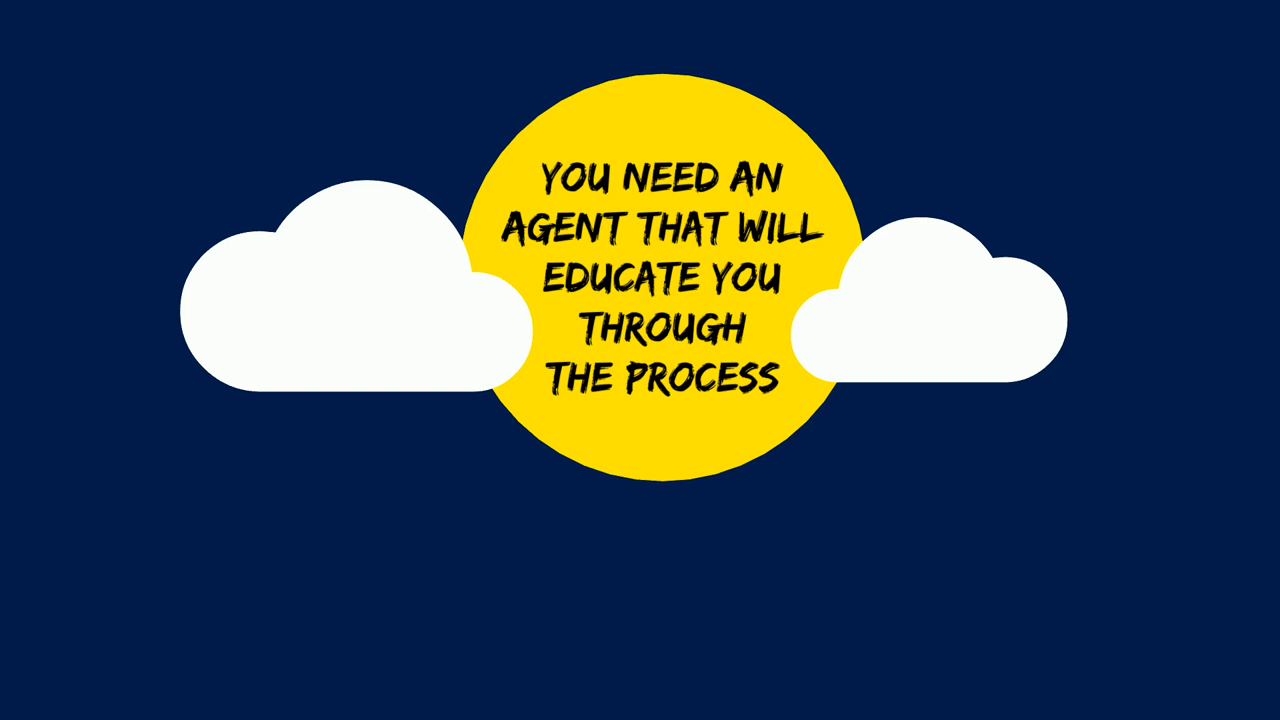 YOU NEED AN
AGENT THAT WILL
EDUCATE YOU
THROUGH
THE PROCESS